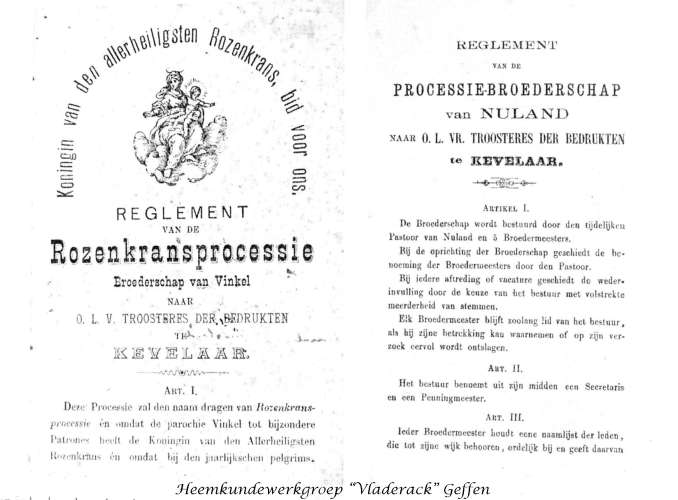 Koningin van den allerheiligsten Rozenkrans, bid voor ons.
REGLEMENT
VAN DE
Rozenkransprocessie
Broederschap van Vinkel
NAAR
O. L. V. TROOSTERES DER BEDRUKTEN
TE
KEVELAAR.
ART. I.
Deze Processie zal den naam dragen van Rozenkrans-
processie én omdat de parochie Vinkel tot bijzondere
Patrones heeft de Koningin van den Allerheiligsten
Rozenkrans én omdat bij den jaarlijkschen pelgrims.
REGLEMENT
VAN DE
PROCESSIE-BROEDERSCHAP
van NULAND
NAAR O. L. VR. TROOSTERES DER BEDRUKTEN
te KEVELAAR.
ARTIKEL I.
De Broederschap wordt bestuurd door den tijdelijken
Pastoor van Nuland en 5 Broedermeesters.
Bij de oprichting der Broederschap geschiedt de be-
noeming der Broedermeesters door den Pastoor.
Bij iedere aftreding of vacature geschiedt de weder-
invulling door de keuze van het bestuur met volstrekte
meerderheid van stemmen.
Elk Broedermeester blijft zoolang lid van het bestuur,
als hij zijne betrekking kan waarnemen of op zijn ver-
zoek eervol wordt ontslagen.
ART. II.
Het bestuur benoemt uit zijn midden een Secretaris
en een Penningmeester.
ART. III.
Ieder Broedermeester houdt eene naamlijst der leden,
die tot zijne wijk behooren, ordelijk bij en geeft daarvan
Heemkundewerkgroep “Vladerack” Geffen